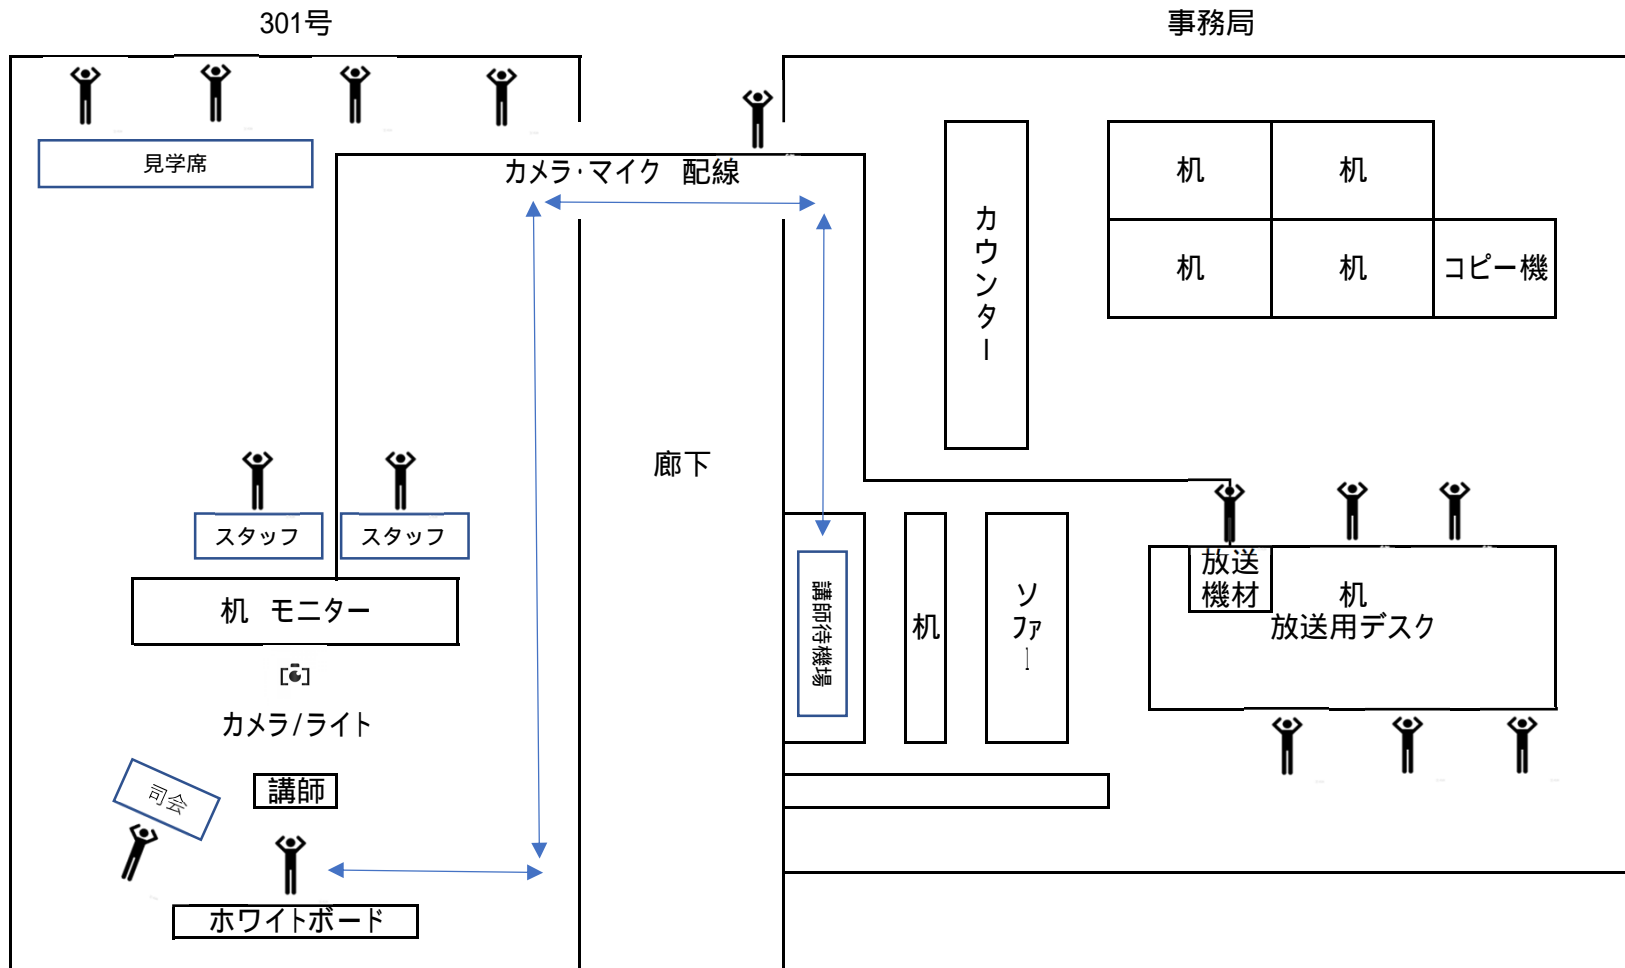 301号
事務局
見学席
カメラ・マイク　配線
カウンター
机
机
机
机
コピー機
廊下
スタッフ
スタッフ
机　モニター
カメラ/ライト
司会
講師
ホワイトボード
講師待機場
机
ソファー
放送
機材
机
放送用デスク